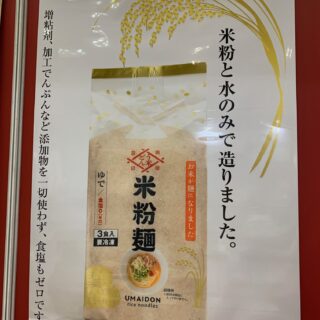 米粉と水のみで造りました。
増粘剤、加工でんぷんなど添加物を一切使わず、食塩もゼロです
お米が麺になりました
米粉麺
ゆで
3食入
要冷凍
UMAIDON
rice noodles